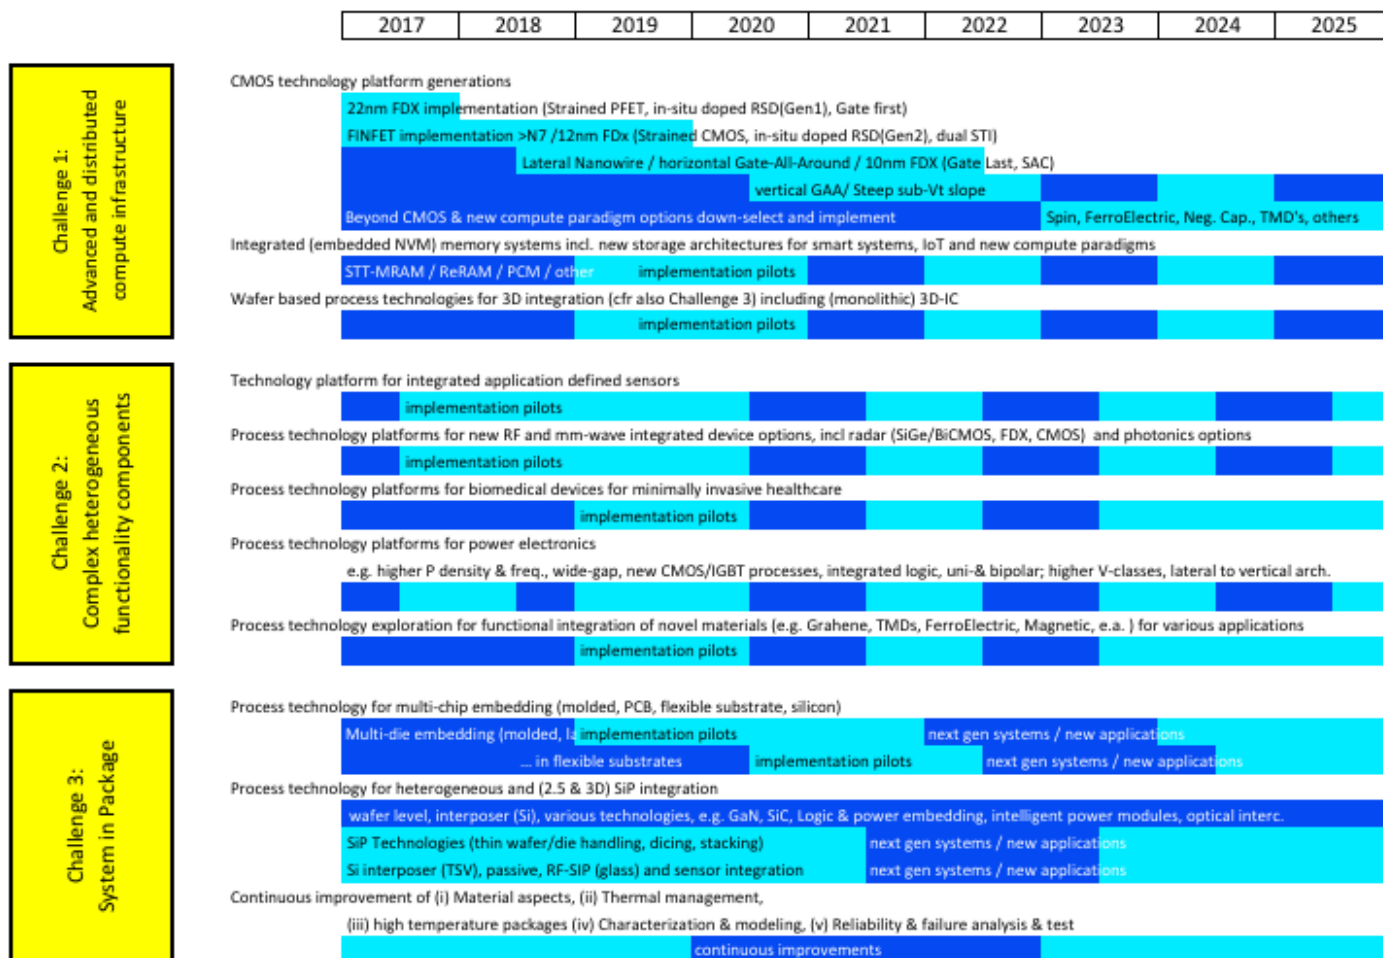 2017 2018 2019 2020 2021 2022 2023 2024 2025
Challenge 1:
Advanced and distributed
compute infrastructure
CMOS technology platform generations
22nm FDX implementation (Strained PFET, in-situ doped RSD(Gen1), Gate first)
FINFET implementation >N7 /12nm FDx (Strained CMOS, in-situ doped RSD(Gen2), dual STI)
Lateral Nanowire / horizontal Gate-All-Around / 10nm FDX (Gate Last, SAC)
vertical GAA/ Steep sub-Vt slope
Beyond CMOS & new compute paradigm options down-select and implement Spin, FerroElectric, Neg. Cap., TMD's, others
Integrated (embedded NVM) memory systems incl. new storage architectures for smart systems, IoT and new compute paradigms
STT-MRAM / ReRAM / PCM / other implementation pilots
Wafer based process technologies for 3D integration (cfr also Challenge 3) including (monolithic) 3D-IC
implementation pilots
Challenge 2:
Complex heterogeneous
functionality components
Technology platform for integrated application defined sensors
implementation pilots
Process technology platforms for new RF and mm-wave integrated device options, incl radar (SiGe/BiCMOS, FDX, CMOS) and photonics options
implementation pilots
Process technology platforms for biomedical devices for minimally invasive healthcare
implementation pilots
Process technology platforms for power electronics
e.g. higher P density & freq., wide-gap, new CMOS/IGBT processes, integrated logic, uni-& bipolar; higher V-classes, lateral to vertical arch.
Process technology exploration for functional integration of novel materials (e.g. Grahene, TMDs, FerroElectric, Magnetic, e.a. ) for various applications
implementation pilots
Challenge 3:
System in Package
Process technology for multi-chip embedding (molded, PCB, flexible substrate, silicon)
Multi-die embedding (molded, implementation pilots next gen systems / new applications
... in flexible substrates implementation pilots next gen systems / new applications
Process technology for heterogeneous and (2.5 & 3D) SiP integration
wafer level, interposer (Si), various technologies, e.g. GaN, SiC, Logic & power embedding, intelligent power modules, optical interc.
SiP Technologies (thin wafer/die handling, dicing, stacking) next gen systems / new applications
Si interposer (TSV), passive, RF-SIP (glass) and sensor integration next gen systems / new applications
Continuous improvement of (i) Material aspects, (ii) Thermal management,
(iii) high temperature packages (iv) Characterization & modeling, (v) Reliability & failure analysis & test
continuous improvements